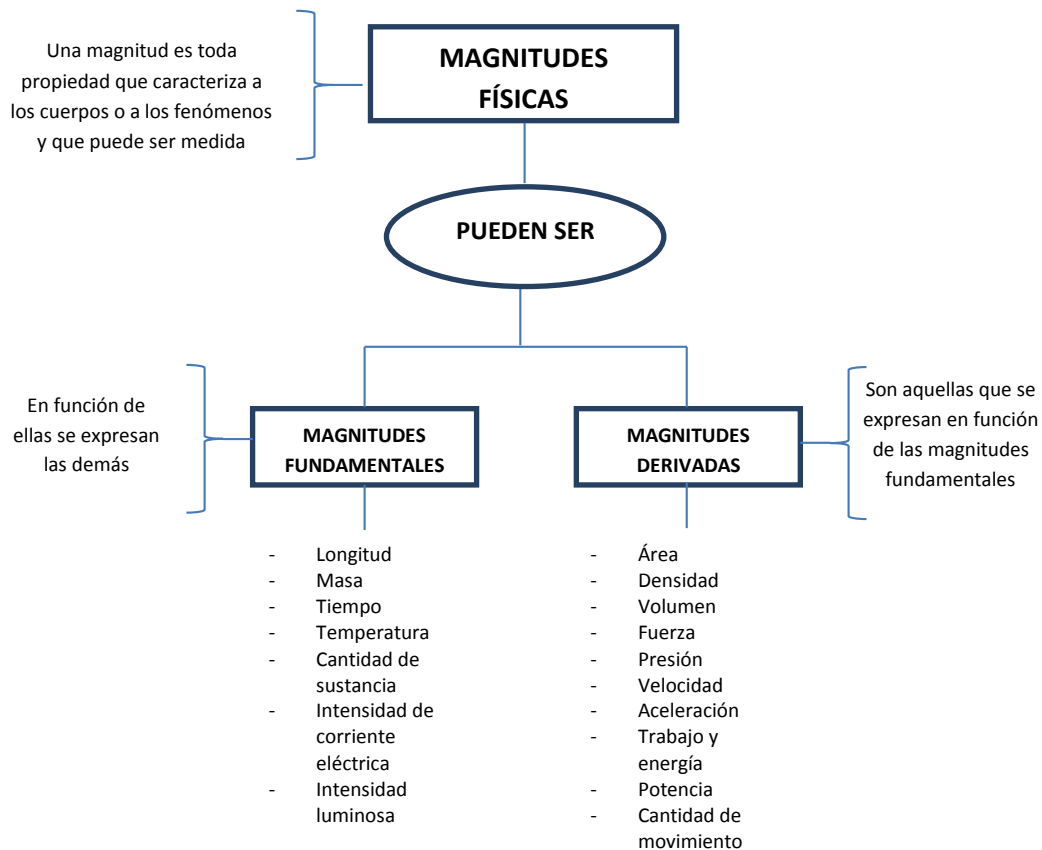 Una magnitud es toda
propiedad que caracteriza a
los cuerpos o a los fenómenos
y que puede ser medida
MAGNITUDES
FÍSICAS
PUEDEN SER
En función de
ellas se expresan
las demás
MAGNITUDES
FUNDAMENTALES
MAGNITUDES
DERIVADAS
Son aquellas que se
expresan en función
de las magnitudes
fundamentales
- Longitud
- Masa
- Tiempo
- Temperatura
- Cantidad de
sustancia
- Intensidad de
corriente
eléctrica
- Intensidad
luminosa
- Área
- Densidad
- Volumen
- Fuerza
- Presión
- Velocidad
- Aceleración
- Trabajo y
energía
- Potencia
- Cantidad de
movimiento